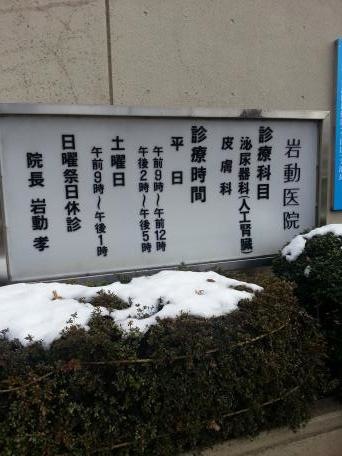 岩動医院
診療科目
泌尿器科(人工腎臓)
皮膚科
診療時間
平日
午前9時～午前12時
午後2時～午後5時
土曜日
午前9時～午後1時
日曜祭日休診
院長 岩動孝